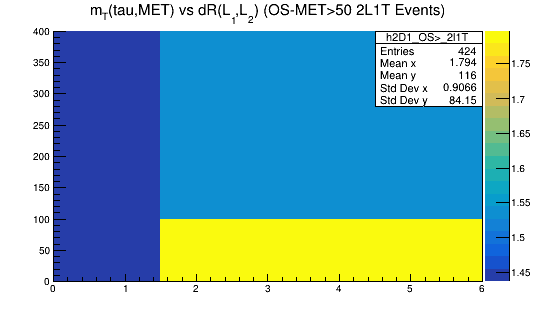 m_T(tau,MET) vs dR(L_1,L_2) (OS-MET>50 2L1T Events)
h2D1_OS>_2l1T
Entries 424
Mean x 1.794
Mean y 116
Std Dev x 0.9066
Std Dev y 84.15
400
350
300
250
200
150
100
50
0
0 1 2 3 4 5 6
1.75
1.7
1.65
1.6
1.55
1.5
1.45